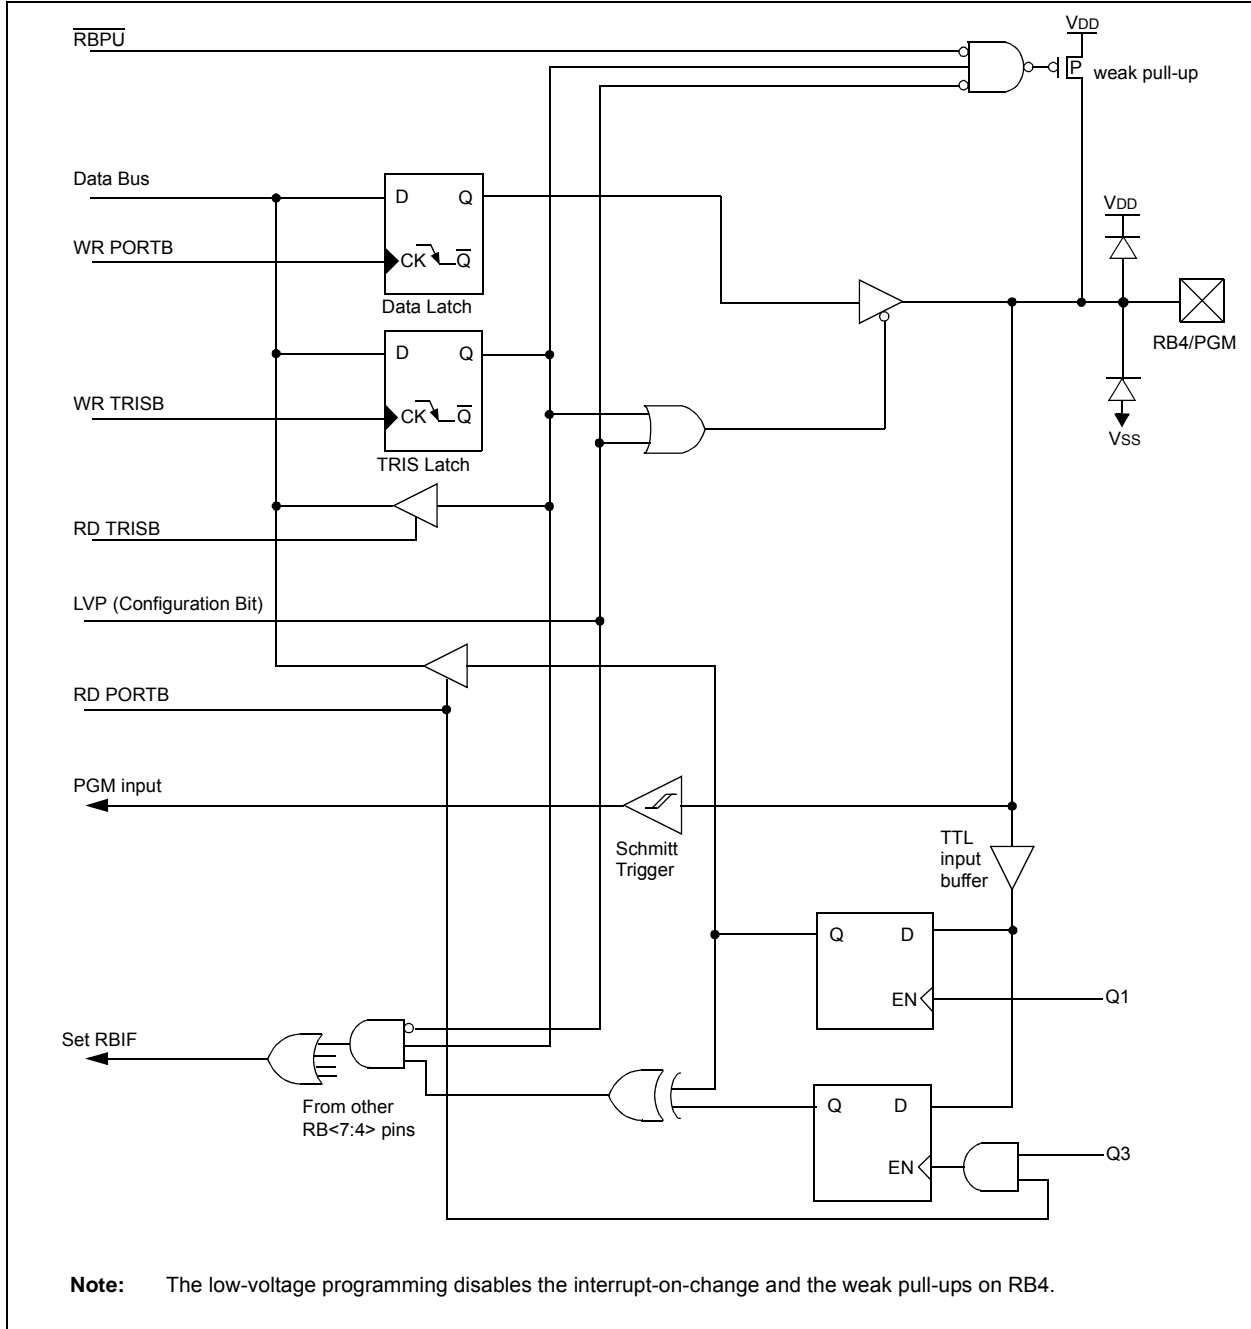 RBPU
VDD
P
weak pull-up
Data Bus
D Q
VDD
WR PORTB
CK Q
Data Latch
RB4/PGM
D Q
WR TRISB
CK Q
VSS
TRIS Latch
RD TRISB
LVP (Configuration Bit)
RD PORTB
PGM input
Schmitt
Trigger
TTL
input
buffer
Q D
EN
Q1
Set RBIF
From other
RB<7:4> pins
Q D
EN
Q3
Note: The low-voltage programming disables the interrupt-on-change and the weak pull-ups on RB4.